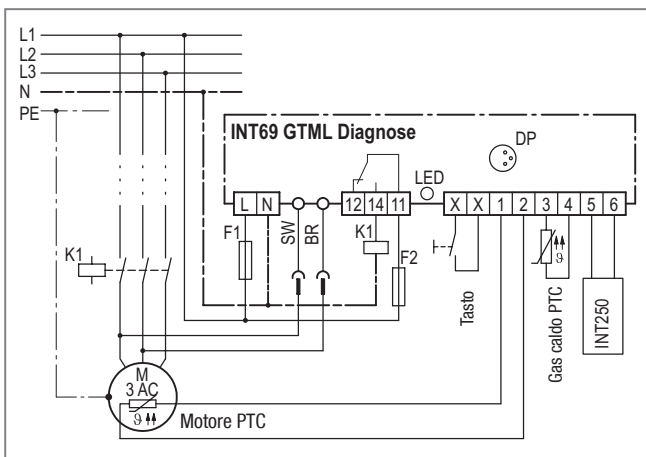 L1
L2
L3
N
PE
INT69 GTML Diagnose
DP
LED
L N
SW
BR
12 14 11
X X 1 2 3 4 5 6
F1
K1
F2
K1
Tasto
Gas caldo PTC
INT250
M
3 AC
ϑ
ϑ
Motore PTC